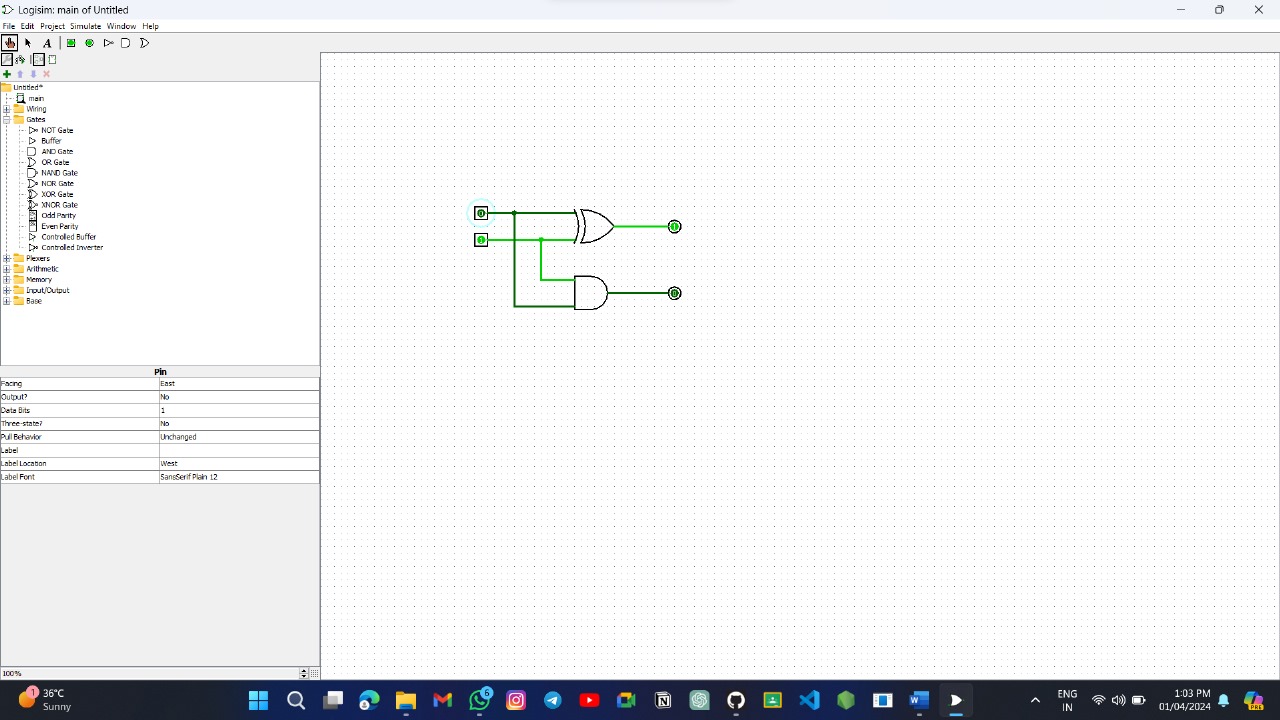 Logisim: main of Untitled
File Edit Project Simulate Window Help
A
Untitled*
main
Wiring
Gates
NOT Gate
Buffer
AND Gate
OR Gate
NAND Gate
NOR Gate
XOR Gate
XNOR Gate
Odd Parity
Even Parity
Controlled Buffer
Controlled Inverter
Plexers
Arithmetic
Memory
Input/Output
Base
Pin
Facing East
Output? No
Data Bits 1
Three-state? No
Pull Behavior Unchanged
Label
Label Location West
Label Font SansSerif Plain 12
100%
0
1
1
0
1
36°C
Sunny
6
ENG
IN
1:03 PM
01/04/2024
PRE